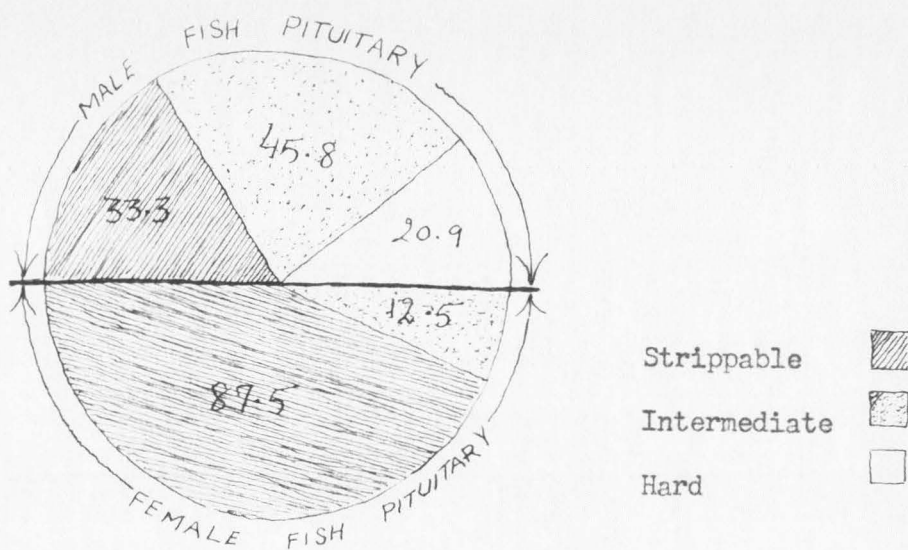 MALE FISH PITUITARY
45.8
33.3
20.9
12.5
87.5
FEMALE FISH PITUITARY
Strippable
Intermediate
Hard